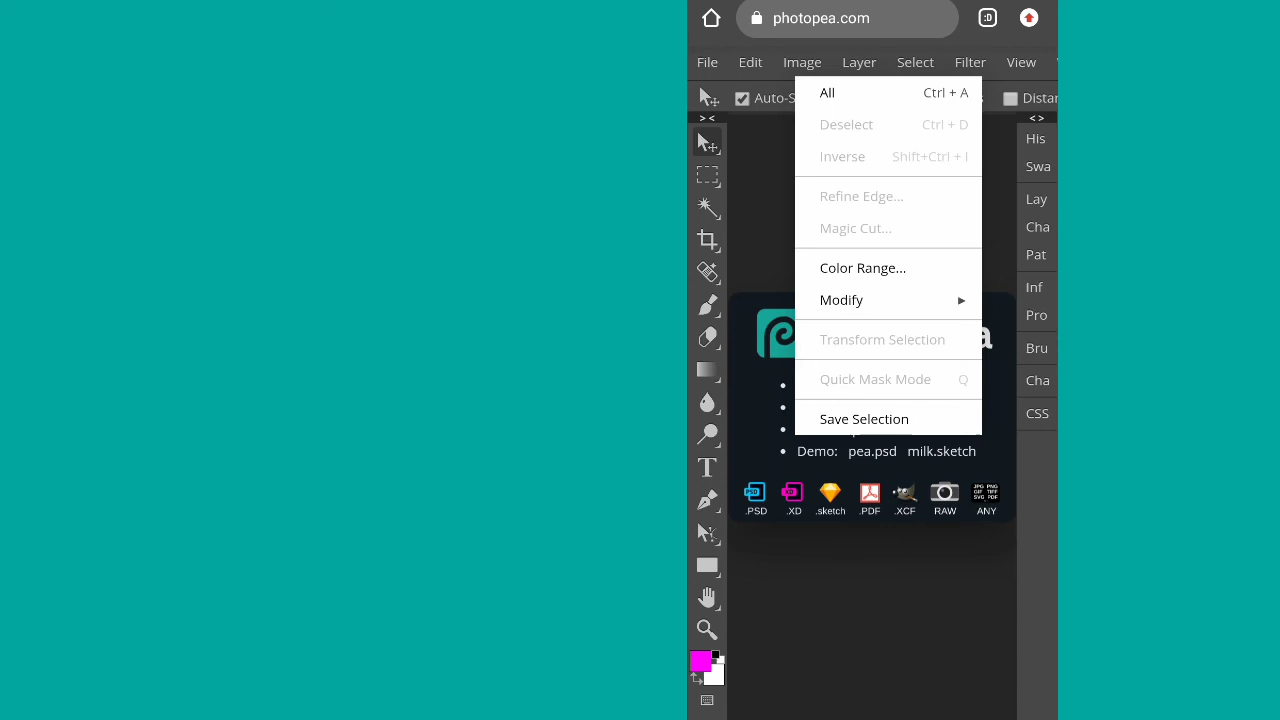 photopea.com
:D
File Edit Image Layer Select Filter View
Auto-S
Distan
> <
< >
All Ctrl + A
Deselect Ctrl + D
Inverse Shift+Ctrl + I
Refine Edge...
Magic Cut...
Color Range...
Modify
Transform Selection
Quick Mask Mode Q
Save Selection
His
Swa
Lay
Cha
Pat
Inf
Pro
Bru
Cha
CSS
a
Demo: pea.psd milk.sketch
PSD XD JPG PNG
GIF TIFF
SVG PDF
.PSD .XD .sketch .PDF .XCF RAW ANY
T